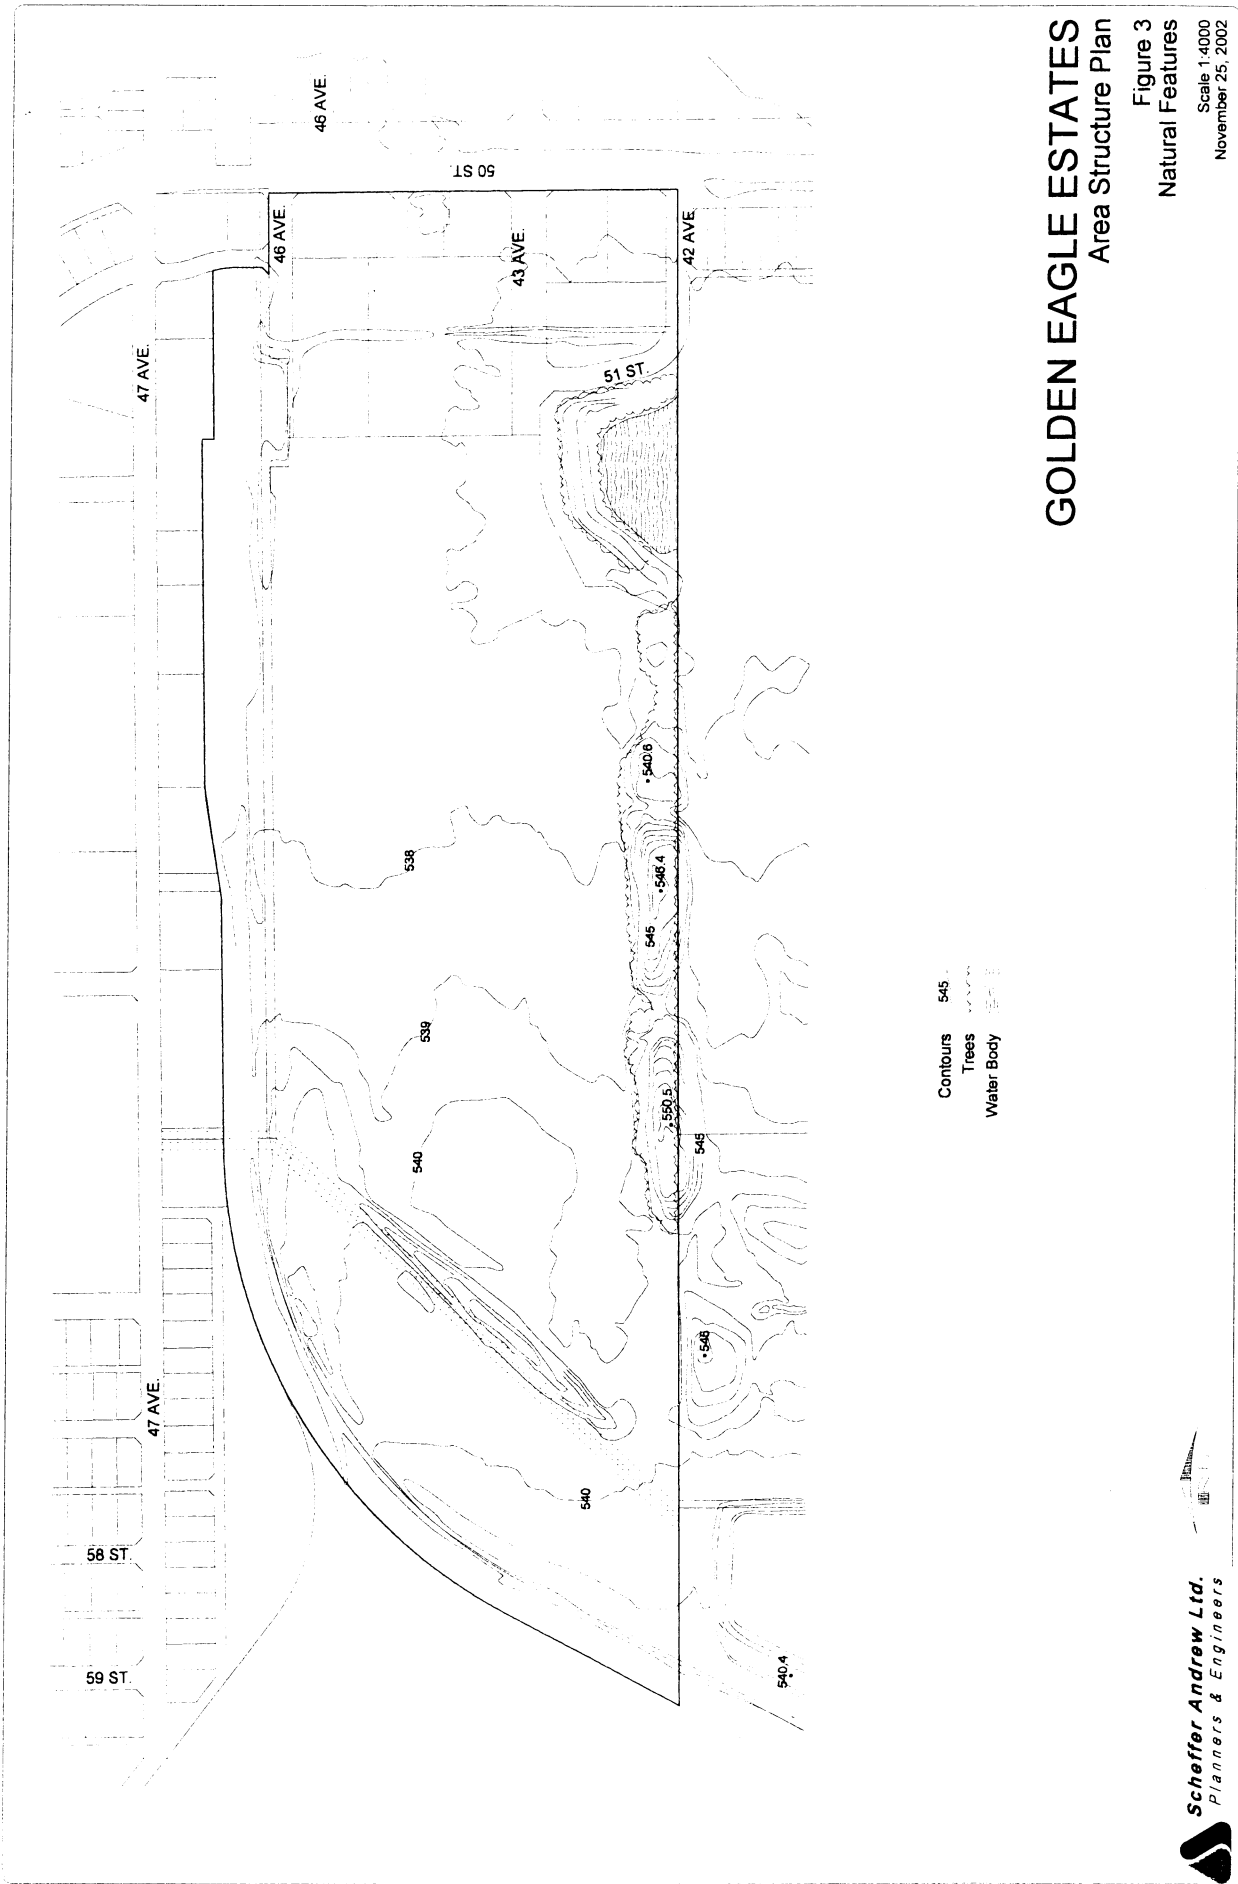 GOLDEN EAGLE ESTATES
Area Structure Plan
Figure 3
Natural Features
Scale 1:4000
November 25, 2002
46 AVE.
50 ST.
46 AVE.
43 AVE.
42 AVE.
47 AVE.
51 ST.
540.6
546.4
545
538
539
540
550.5
545
546
540
540.4
47 AVE.
58 ST.
59 ST.
Contours 545
Trees
Water Body
Scheffer Andrew Ltd.
Planners & Engineers